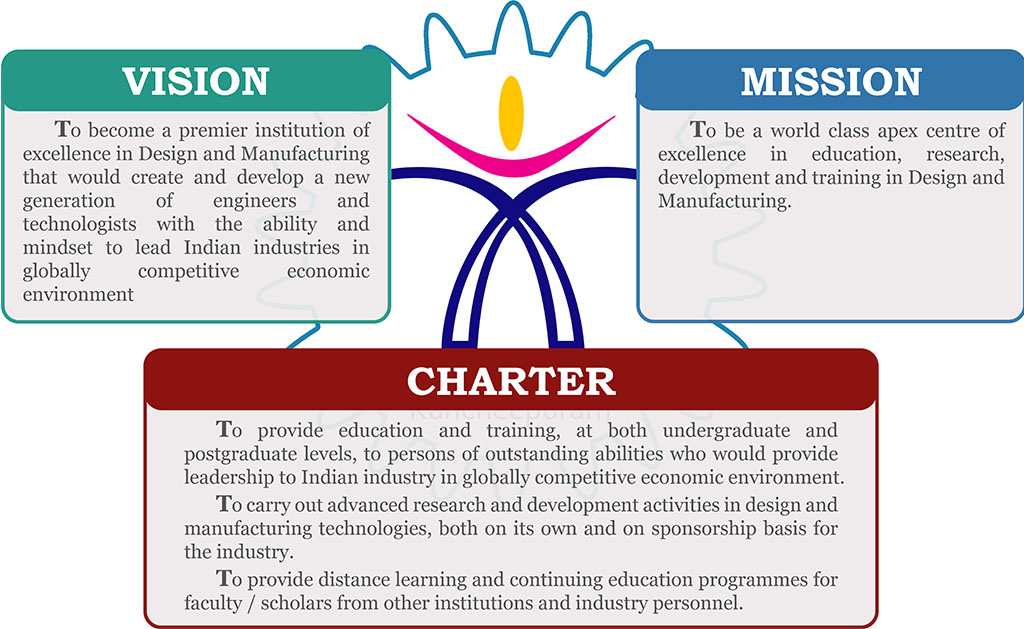 VISION
To become a premier institution of
excellence in Design and Manufacturing
that would create and develop a new
generation of engineers and
technologists with the ability and
mindset to lead Indian industries in
globally competitive economic
environment
MISSION
To be a world class apex centre of
excellence in education, research,
development and training in Design and
Manufacturing.
CHARTER
Kancheepuram
To provide education and training, at both undergraduate and
postgraduate levels, to persons of outstanding abilities who would provide
leadership to Indian industry in globally competitive economic environment.
To carry out advanced research and development activities in design and
manufacturing technologies, both on its own and on sponsorship basis for
the industry.
To provide distance learning and continuing education programmes for
faculty / scholars from other institutions and industry personnel.